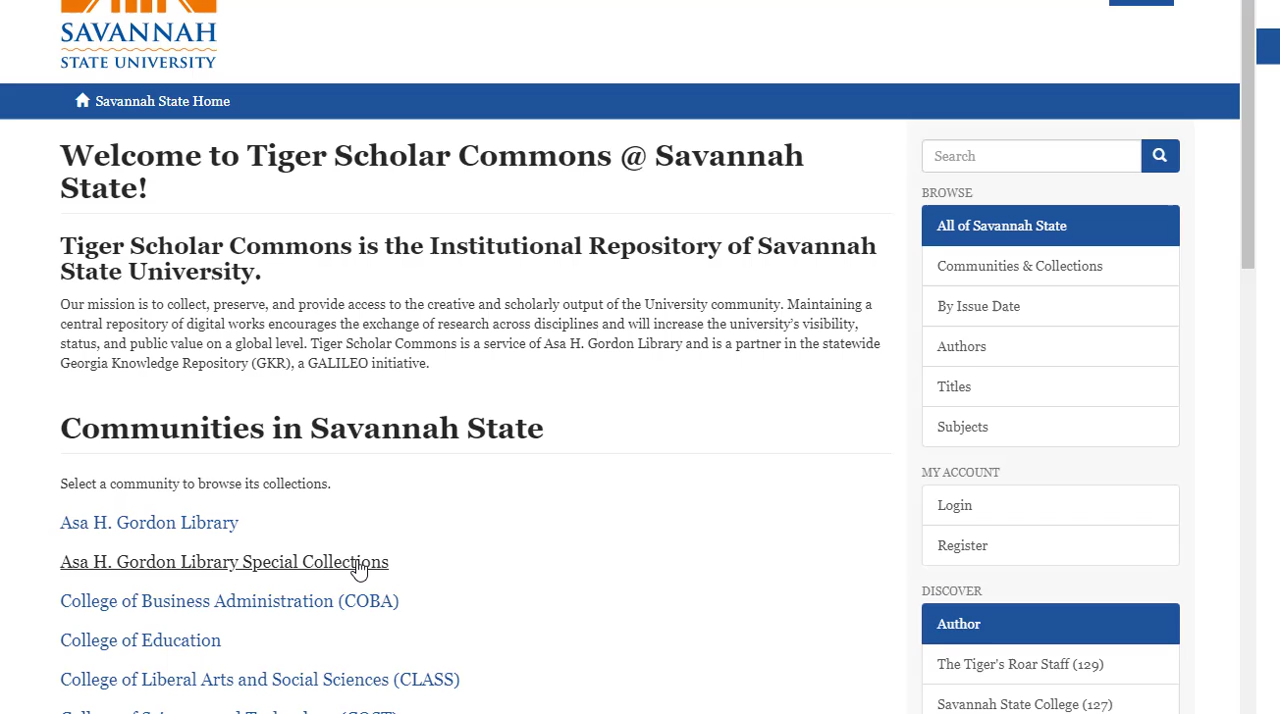 SAVANNAH
STATE UNIVERSITY
Savannah State Home
Welcome to Tiger Scholar Commons @ Savannah
State!
Tiger Scholar Commons is the Institutional Repository of Savannah
State University.
Our mission is to collect, preserve, and provide access to the creative and scholarly output of the University community. Maintaining a
central repository of digital works encourages the exchange of research across disciplines and will increase the university's visibility,
status, and public value on a global level. Tiger Scholar Commons is a service of Asa H. Gordon Library and is a partner in the statewide
Georgia Knowledge Repository (GKR), a GALILEO initiative.
Communities in Savannah State
Select a community to browse its collections.
Asa H. Gordon Library
Asa H. Gordon Library Special Collections
College of Business Administration (COBA)
College of Education
College of Liberal Arts and Social Sciences (CLASS)
Search
BROWSE
All of Savannah State
Communities & Collections
By Issue Date
Authors
Titles
Subjects
MY ACCOUNT
Login
Register
DISCOVER
Author
The Tiger's Roar Staff (129)
Savannah State College (127)